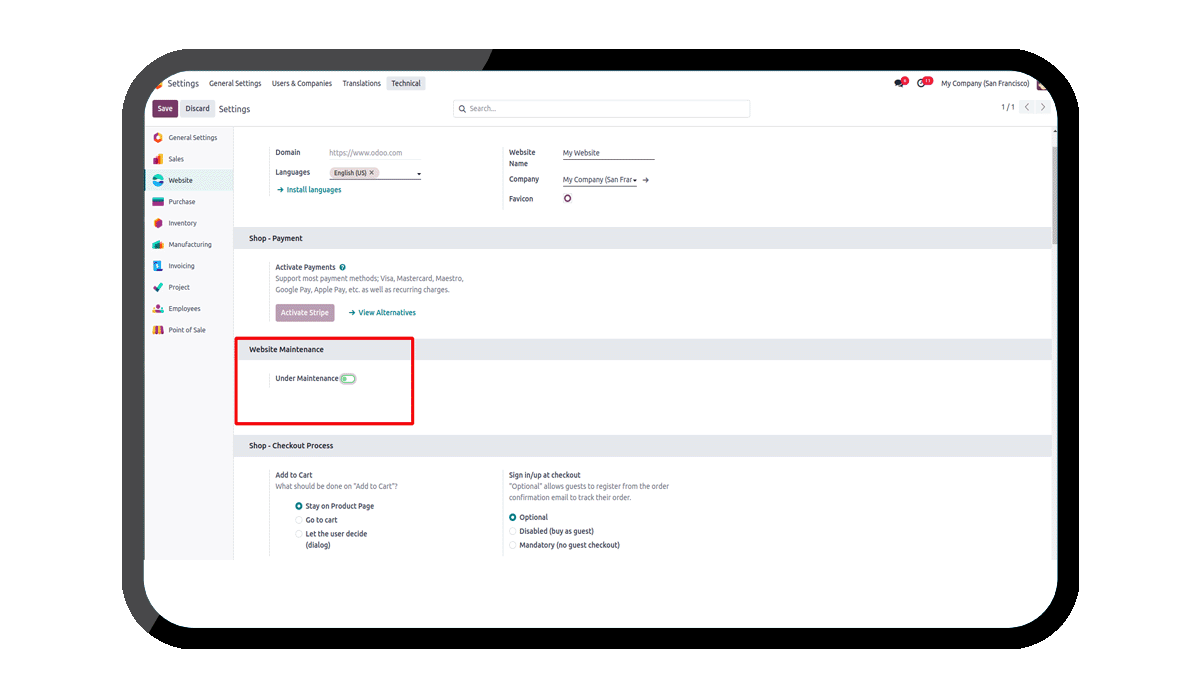 Settings General Settings Users & Companies Translations Technical 6 11 My Company (San Francisco)
Save Discard Settings Search... 1 / 1
General Settings
Sales
Website
Purchase
Inventory
Manufacturing
Invoicing
Project
Employees
Point of Sale
Domain https://www.odoo.com
Languages English (US) ×
→ Install languages
Website
Name My Website
Company My Company (San Frar →
Favicon
Shop - Payment
Activate Payments ?
Support most payment methods; Visa, Mastercard, Maestro,
Google Pay, Apple Pay, etc. as well as recurring charges.
Activate Stripe → View Alternatives
Website Maintenance
Under Maintenance
Shop - Checkout Process
Add to Cart
What should be done on "Add to Cart"?
Stay on Product Page
Go to cart
Let the user decide
(dialog)
Sign in/up at checkout
"Optional" allows guests to register from the order
confirmation email to track their order.
Optional
Disabled (buy as guest)
Mandatory (no guest checkout)